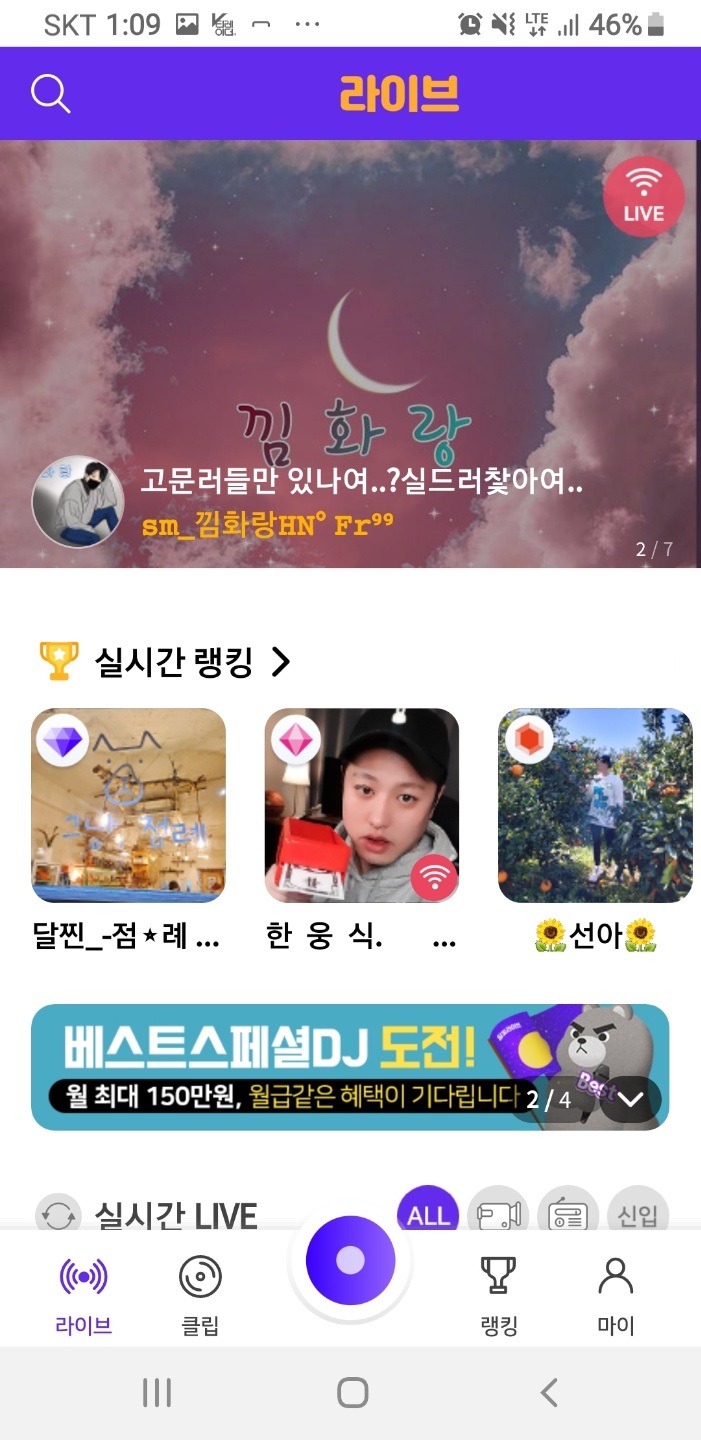 SKT 1:09
LTE
46%
라이브
LIVE
낌 화 랑
고문러들만 있나여..?실드러찿아여..
sm_낌화랑HN° Fr⁹⁹
2 / 7
실시간 랭킹
그냥, 점례
달찐_-점⋆례 ...
한 웅 식. ...
🌻선아🌻
베스트스페셜DJ 도전!
월 최대 150만원, 월급같은 혜택이 기다립니다
Best
2 / 4
실시간 LIVE
ALL
신입
라이브
클립
랭킹
마이